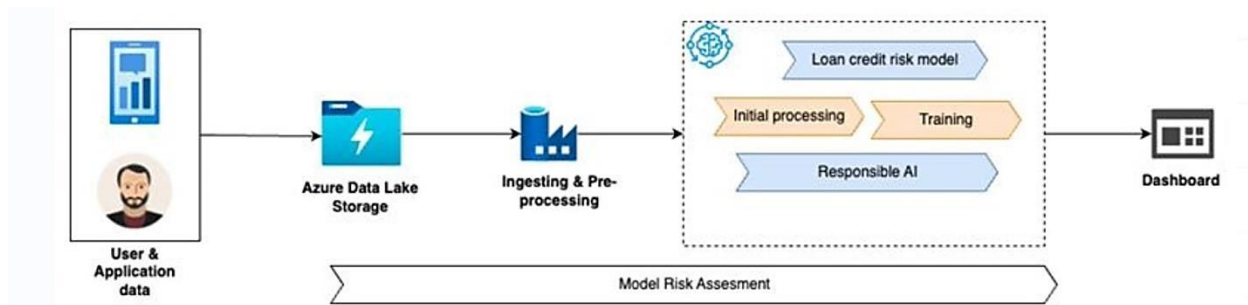 Loan credit risk model
Initial processing
Training
Responsible AI
User &
Application
data
Azure Data Lake
Storage
Ingesting & Pre-
processing
Dashboard
Model Risk Assesment